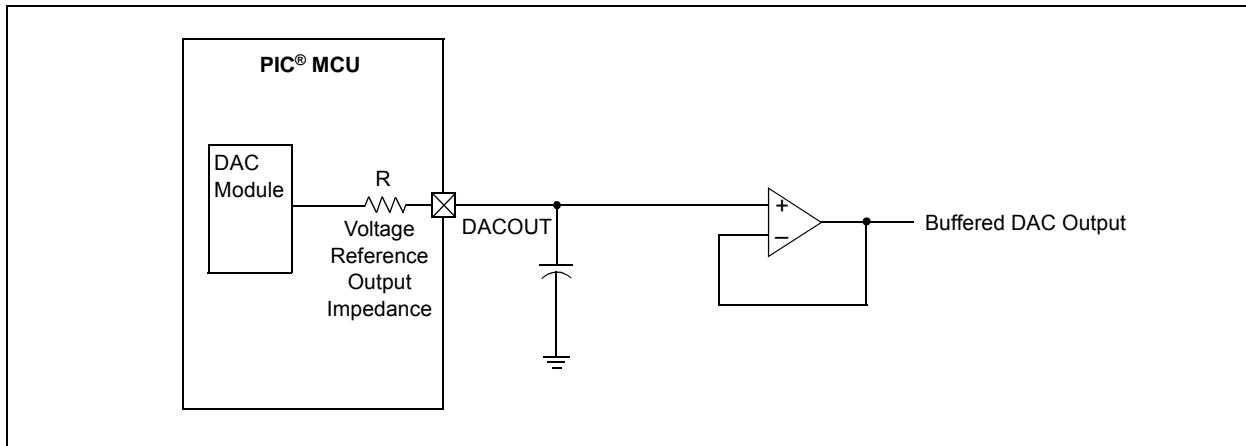 PIC® MCU
DAC
Module
R
Voltage
Reference
Output
Impedance
DACOUT
+
–
Buffered DAC Output